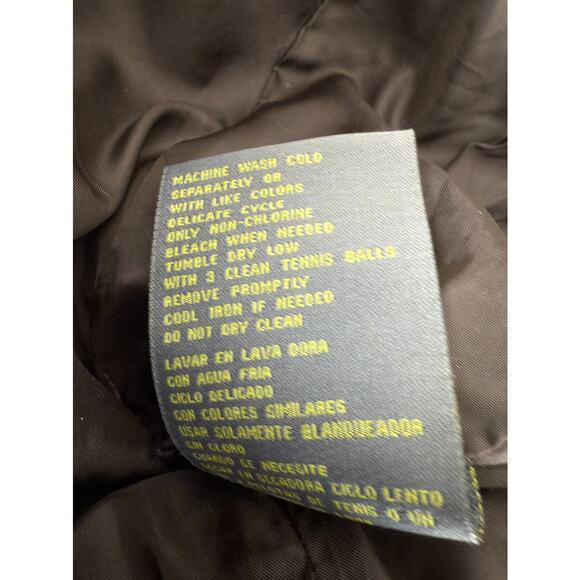 MACHINE WASH COLD
SEPARATELY OR
WITH LIKE COLORS
DELICATE CYCLE
ONLY NON-CHLORINE
BLEACH WHEN NEEDED
TUMBLE DRY LOW
WITH 3 CLEAN TENNIS BALLS
REMOVE PROMPTLY
COOL IRON IF NEEDED
DO NOT DRY CLEAN
LAVAR EN LAVA DORA
CON AGUA FRIA
CICLO DELICADO
CON COLORES SIMILARES
USAR SOLAMENTE BLANQUEADOR
SIN CLORO
CUANDO SE NECESITE
SECAR EN SECADORA CICLO LENTO
DE TENIS O UN